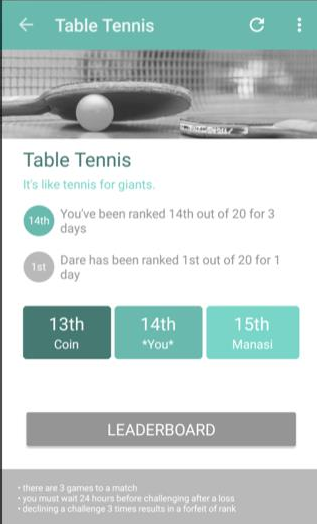 Table Tennis
Table Tennis
It's like tennis for giants.
14th
You've been ranked 14th out of 20 for 3
days
1st
Dare has been ranked 1st out of 20 for 1
day
13th
Coin
14th
*You*
15th
Manasi
LEADERBOARD
• there are 3 games to a match
• you must wait 24 hours before challenging after a loss
• declining a challenge 3 times results in a forfeit of rank